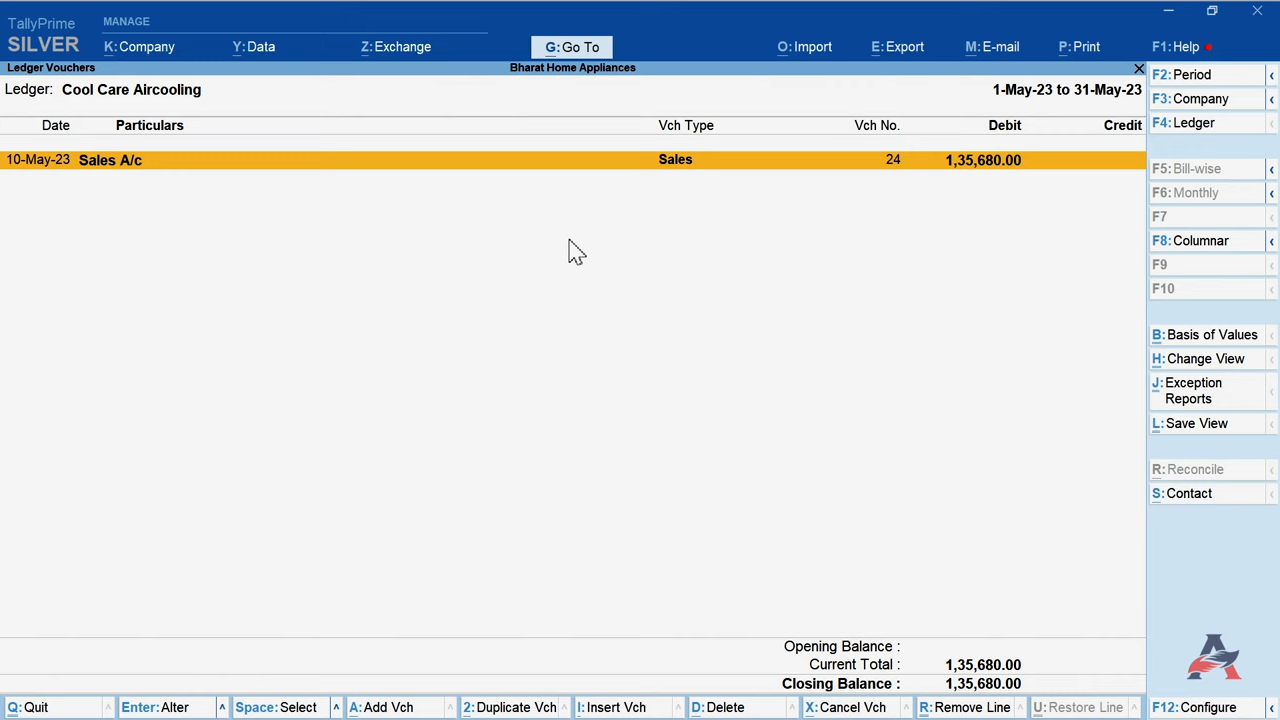 TallyPrime
SILVER
MANAGE
K:Company Y:Data Z:Exchange G:Go To O:Import E:Export M:E-mail P:Print F1:Help
Ledger Vouchers Bharat Home Appliances
Ledger: Cool Care Aircooling 1-May-23 to 31-May-23
Date Particulars Vch Type Vch No. Debit Credit
10-May-23 Sales A/c Sales 24 1,35,680.00
Opening Balance :
Current Total : 1,35,680.00
Closing Balance : 1,35,680.00
F2:Period
F3:Company
F4:Ledger
F5:Bill-wise
F6:Monthly
F7
F8:Columnar
F9
F10
B:Basis of Values
H:Change View
J:Exception
Reports
L:Save View
R:Reconcile
S:Contact
Q:Quit Enter:Alter Space:Select A:Add Vch 2:Duplicate Vch I:Insert Vch D:Delete X:Cancel Vch R:Remove Line U:Restore Line F12:Configure